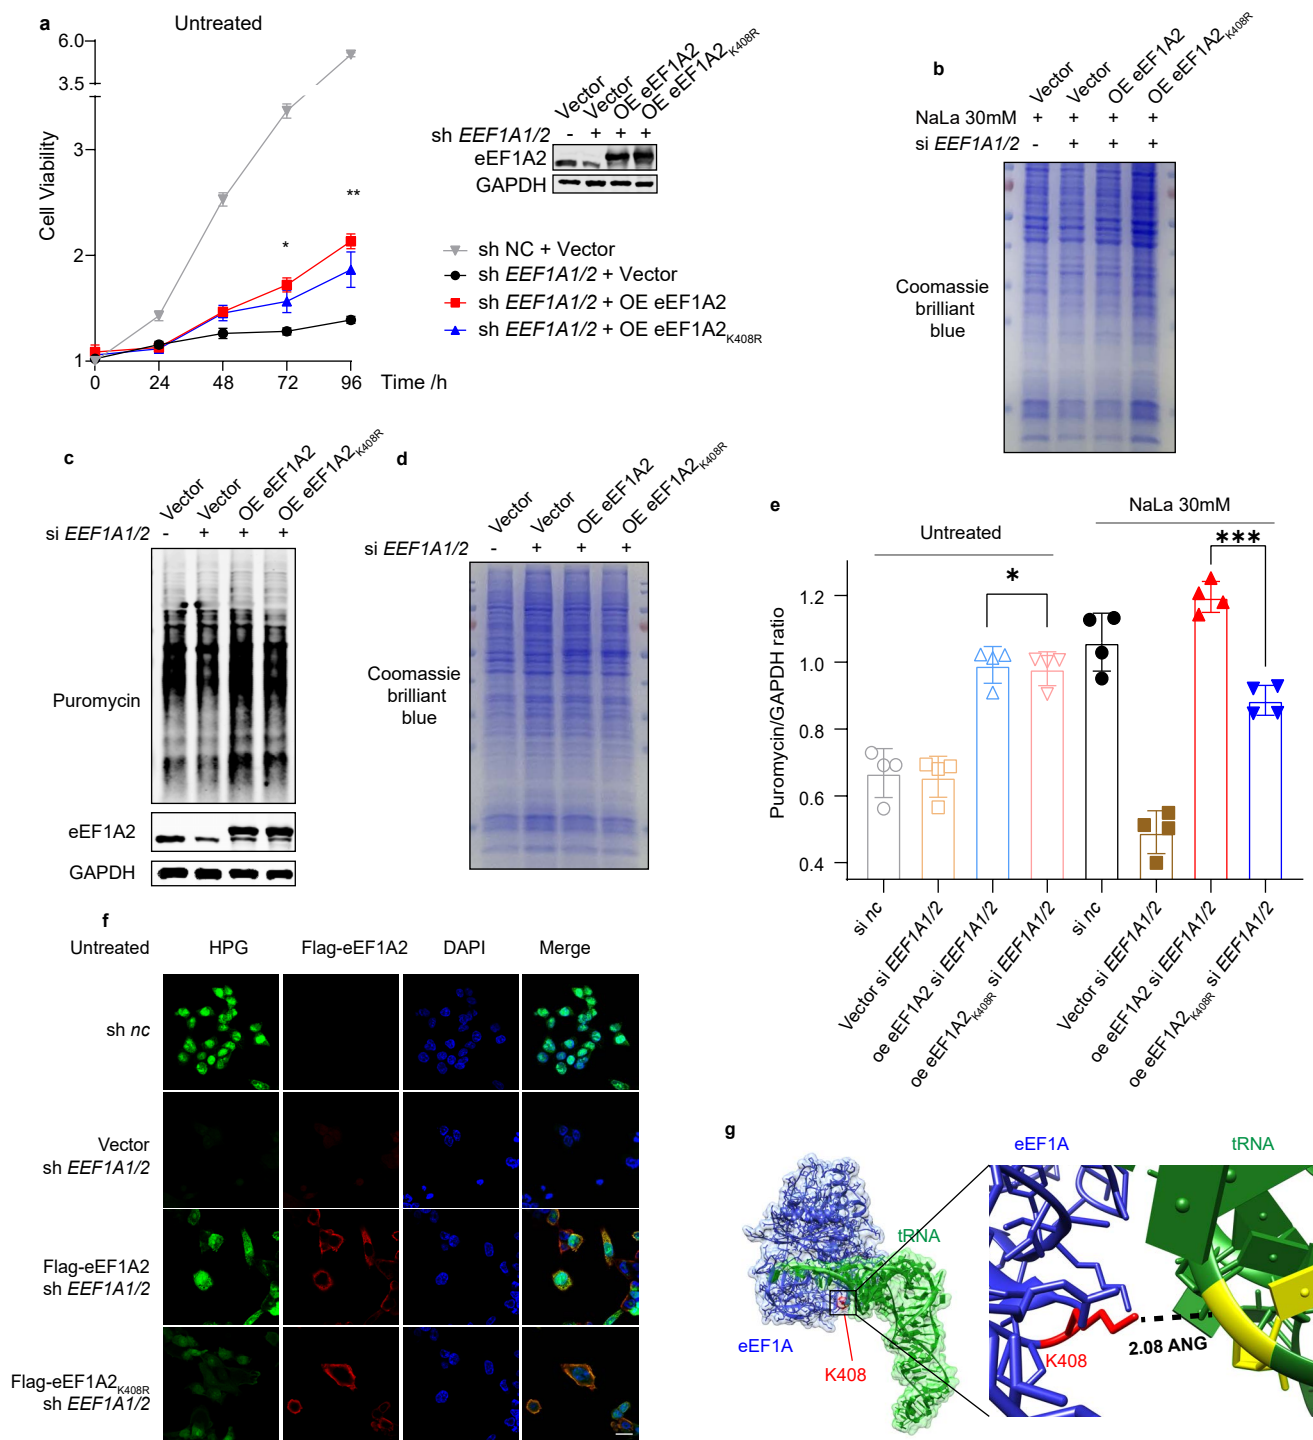 a
Untreated
6.0
3.5
3
2
1
Cell Viability
0 24 48 72 96 Time /h
*
**
Vector
Vector
OE eEF1A2
OE eEF1A2K408R
sh EEF1A1/2 - + + +
eEF1A2
GAPDH
sh NC + Vector
sh EEF1A1/2 + Vector
sh EEF1A1/2 + OE eEF1A2
sh EEF1A1/2 + OE eEF1A2K408R
b
Vector
Vector
OE eEF1A2
OE eEF1A2K408R
NaLa 30mM + + + +
si EEF1A1/2 - + + +
Coomassie
brilliant
blue
c
Vector
Vector
OE eEF1A2
OE eEF1A2K408R
si EEF1A1/2 - + + +
Puromycin
eEF1A2
GAPDH
d
Vector
Vector
OE eEF1A2
OE eEF1A2K408R
si EEF1A1/2 - + + +
Coomassie
brilliant
blue
e
NaLa 30mM
Untreated
*
***
Puromycin/GAPDH ratio
1.2
1.0
0.8
0.6
0.4
si nc
Vector si EEF1A1/2
oe eEF1A2 si EEF1A1/2
oe eEF1A2K408R si EEF1A1/2
si nc
Vector si EEF1A1/2
oe eEF1A2 si EEF1A1/2
oe eEF1A2K408R si EEF1A1/2
f
Untreated HPG Flag-eEF1A2 DAPI Merge
sh nc
Vector
sh EEF1A1/2
Flag-eEF1A2
sh EEF1A1/2
Flag-eEF1A2K408R
sh EEF1A1/2
g
tRNA
eEF1A
K408
eEF1A
tRNA
K408
2.08 ANG